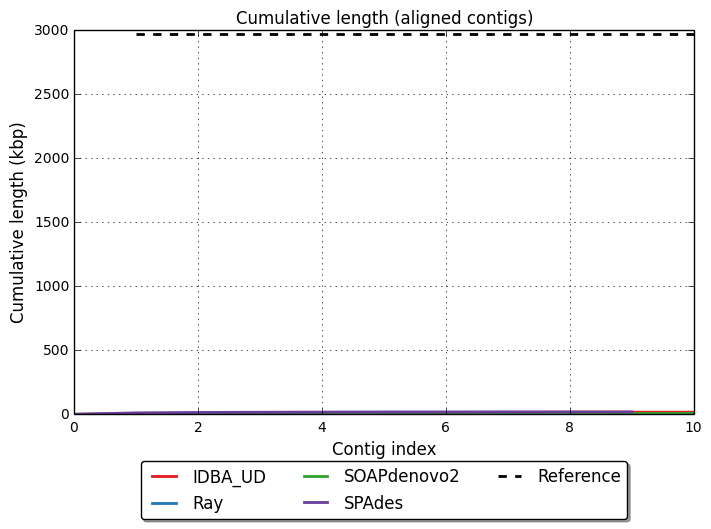 Cumulative length (aligned contigs)
3000
2500
2000
1500
1000
500
0
Cumulative length (kbp)
0 2 4 6 8 10
Contig index
IDBA_UD SOAPdenovo2 Reference
Ray SPAdes